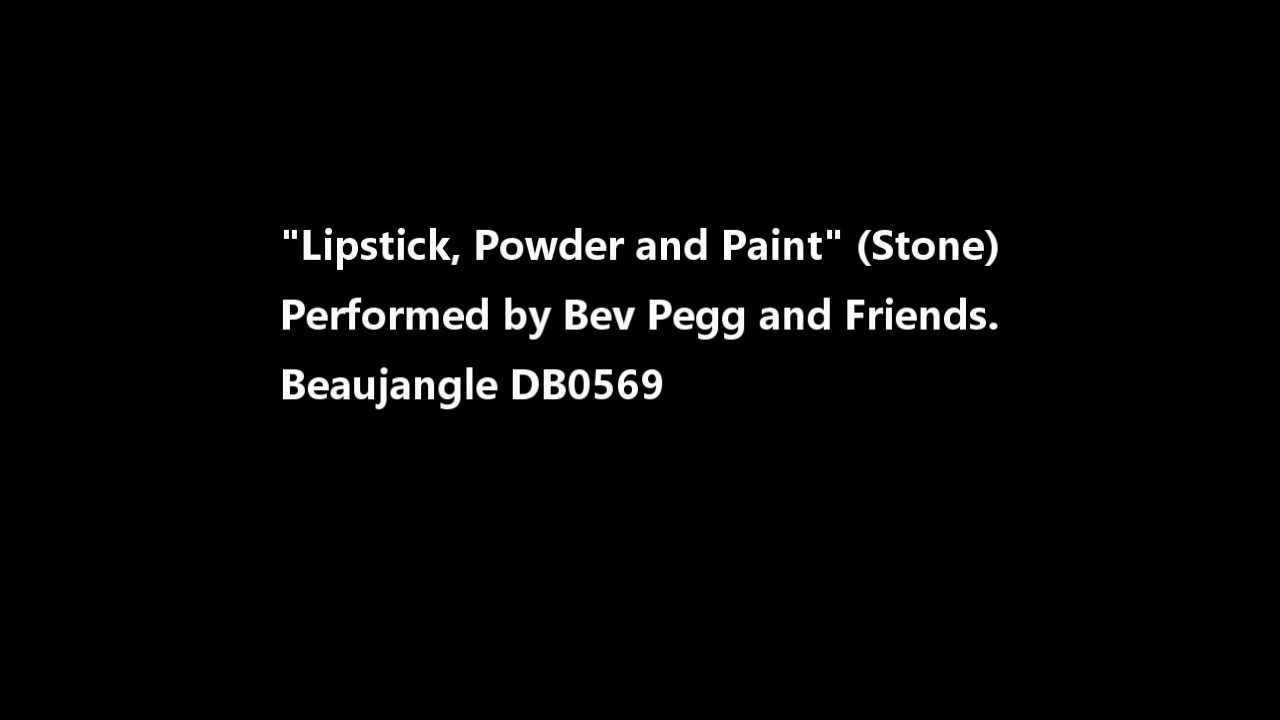 "Lipstick, Powder and Paint" (Stone)
Performed by Bev Pegg and Friends.
Beaujangle DB0569